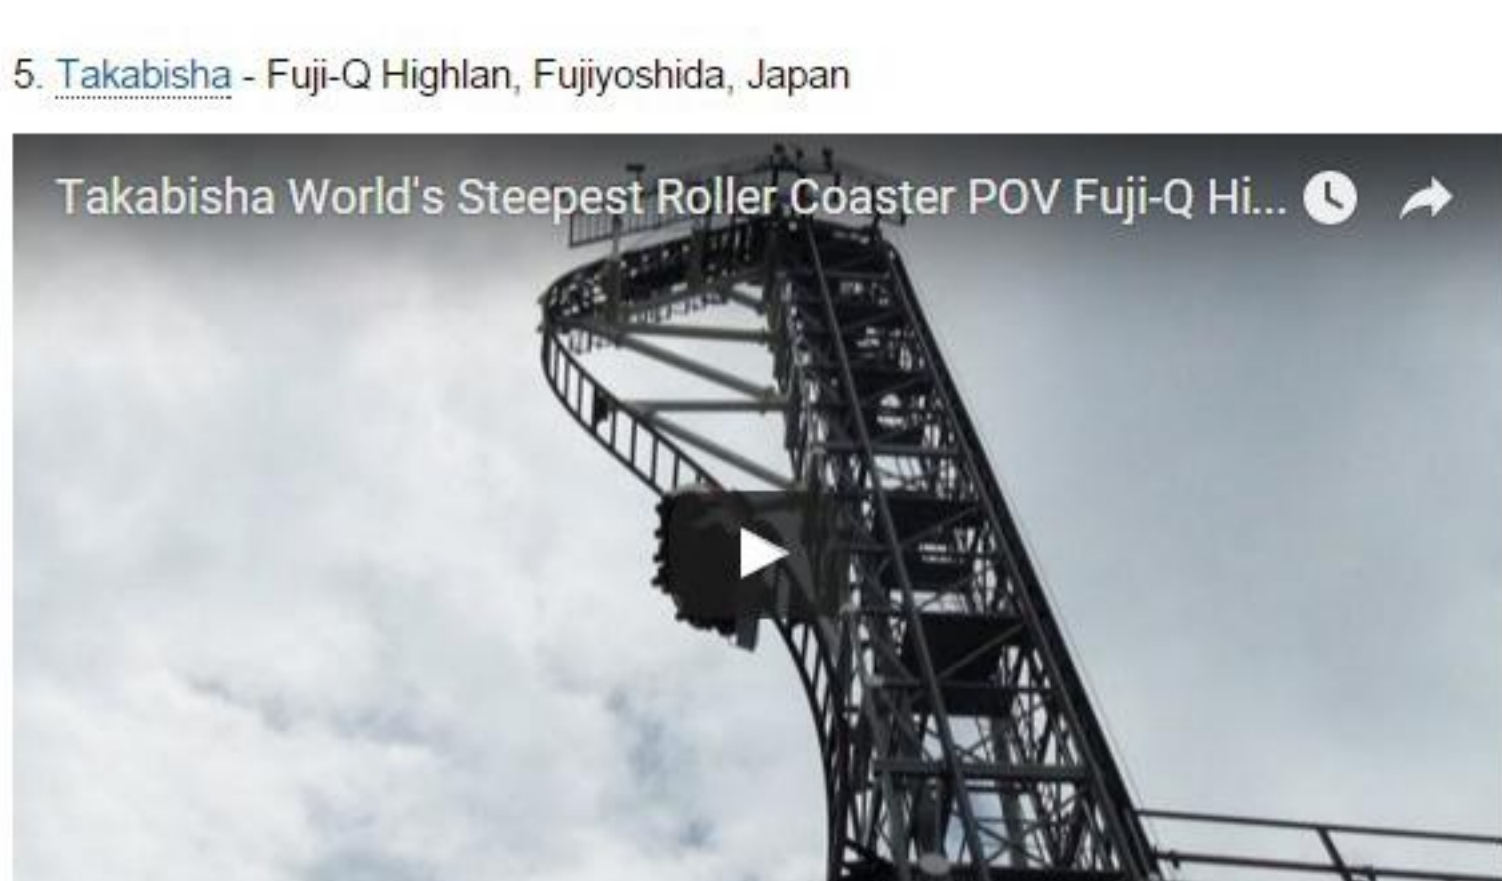 5. Takabisha - Fuji-Q Highlan, Fujiyoshida, Japan
Takabisha World's Steepest Roller Coaster POV Fuji-Q Hi...